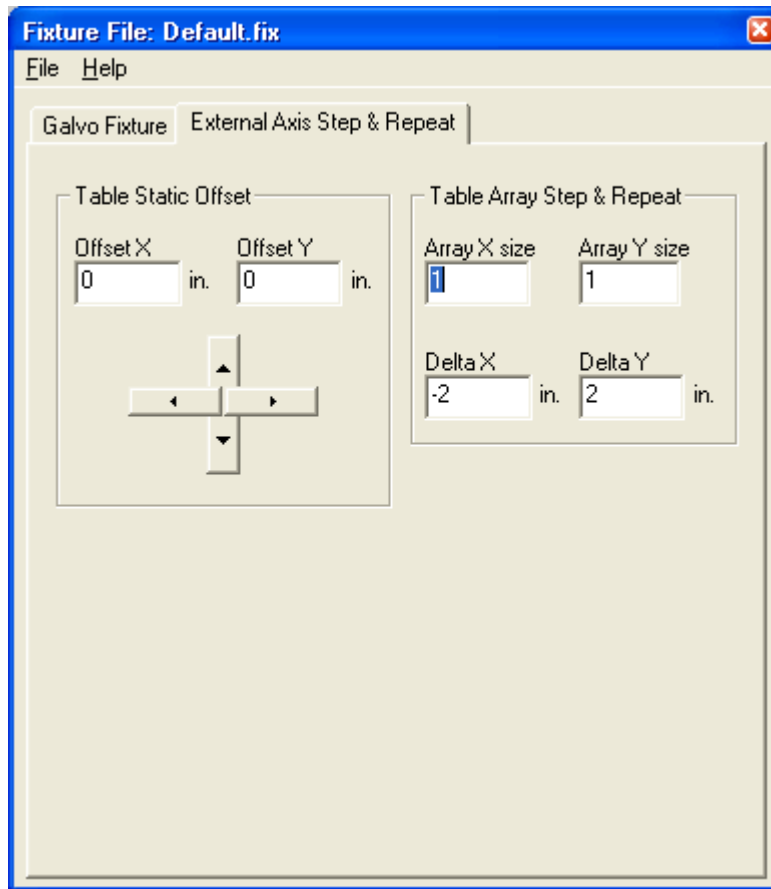 Fixture File: Default.fix
File Help
Galvo Fixture External Axis Step & Repeat
Table Static Offset
Offset X Offset Y
0 in. 0 in.
Table Array Step & Repeat
Array X size Array Y size
1 1
Delta X Delta Y
-2 in. 2 in.